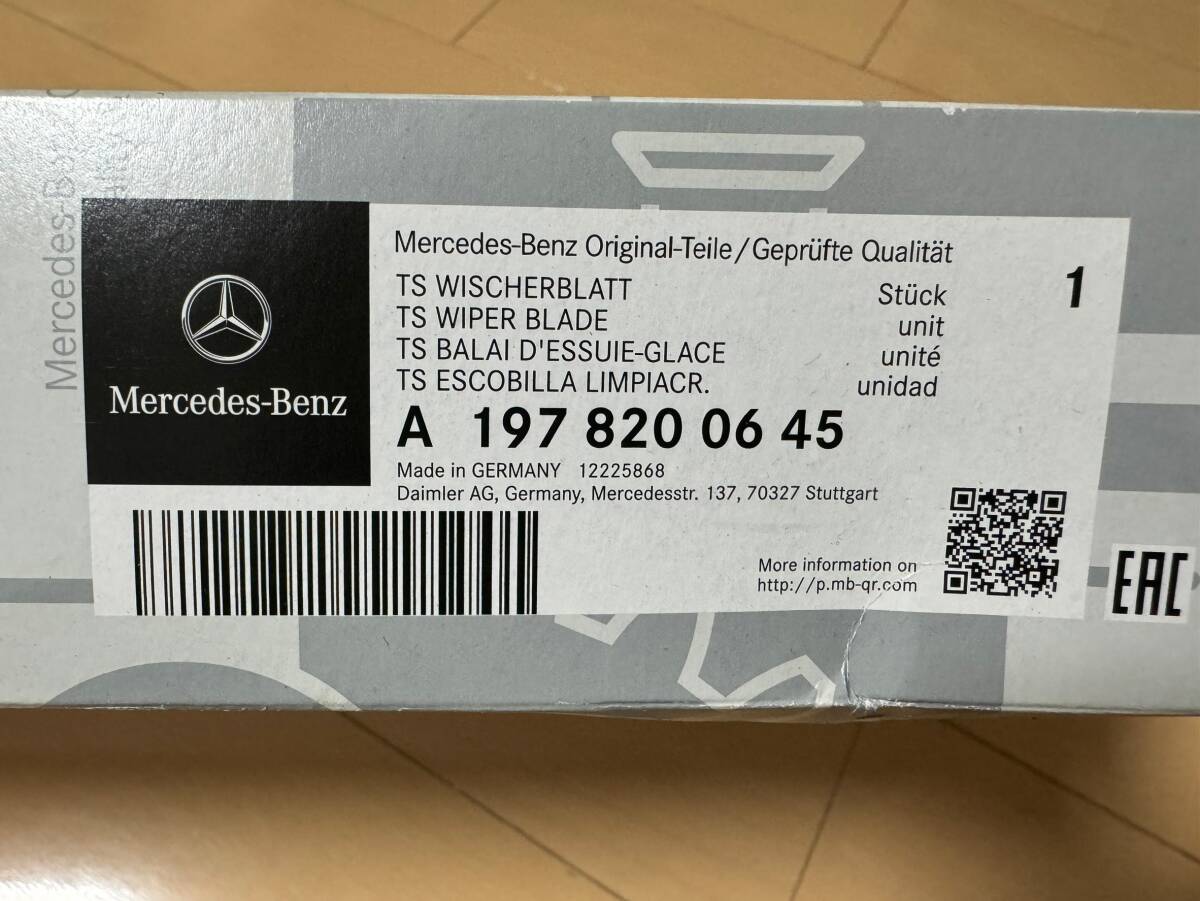 Mercedes-Benz
Mercedes-Benz
Mercedes-Benz Original-Teile/Geprüfte Qualität
TS WISCHERBLATT Stück 1
TS WIPER BLADE unit
TS BALAI D'ESSUIE-GLACE unité
TS ESCOBILLA LIMPIACR. unidad
A 197 820 06 45
Made in GERMANY 12225868
Daimler AG, Germany, Mercedesstr. 137, 70327 Stuttgart
More information on
http://p.mb-qr.com
EAC